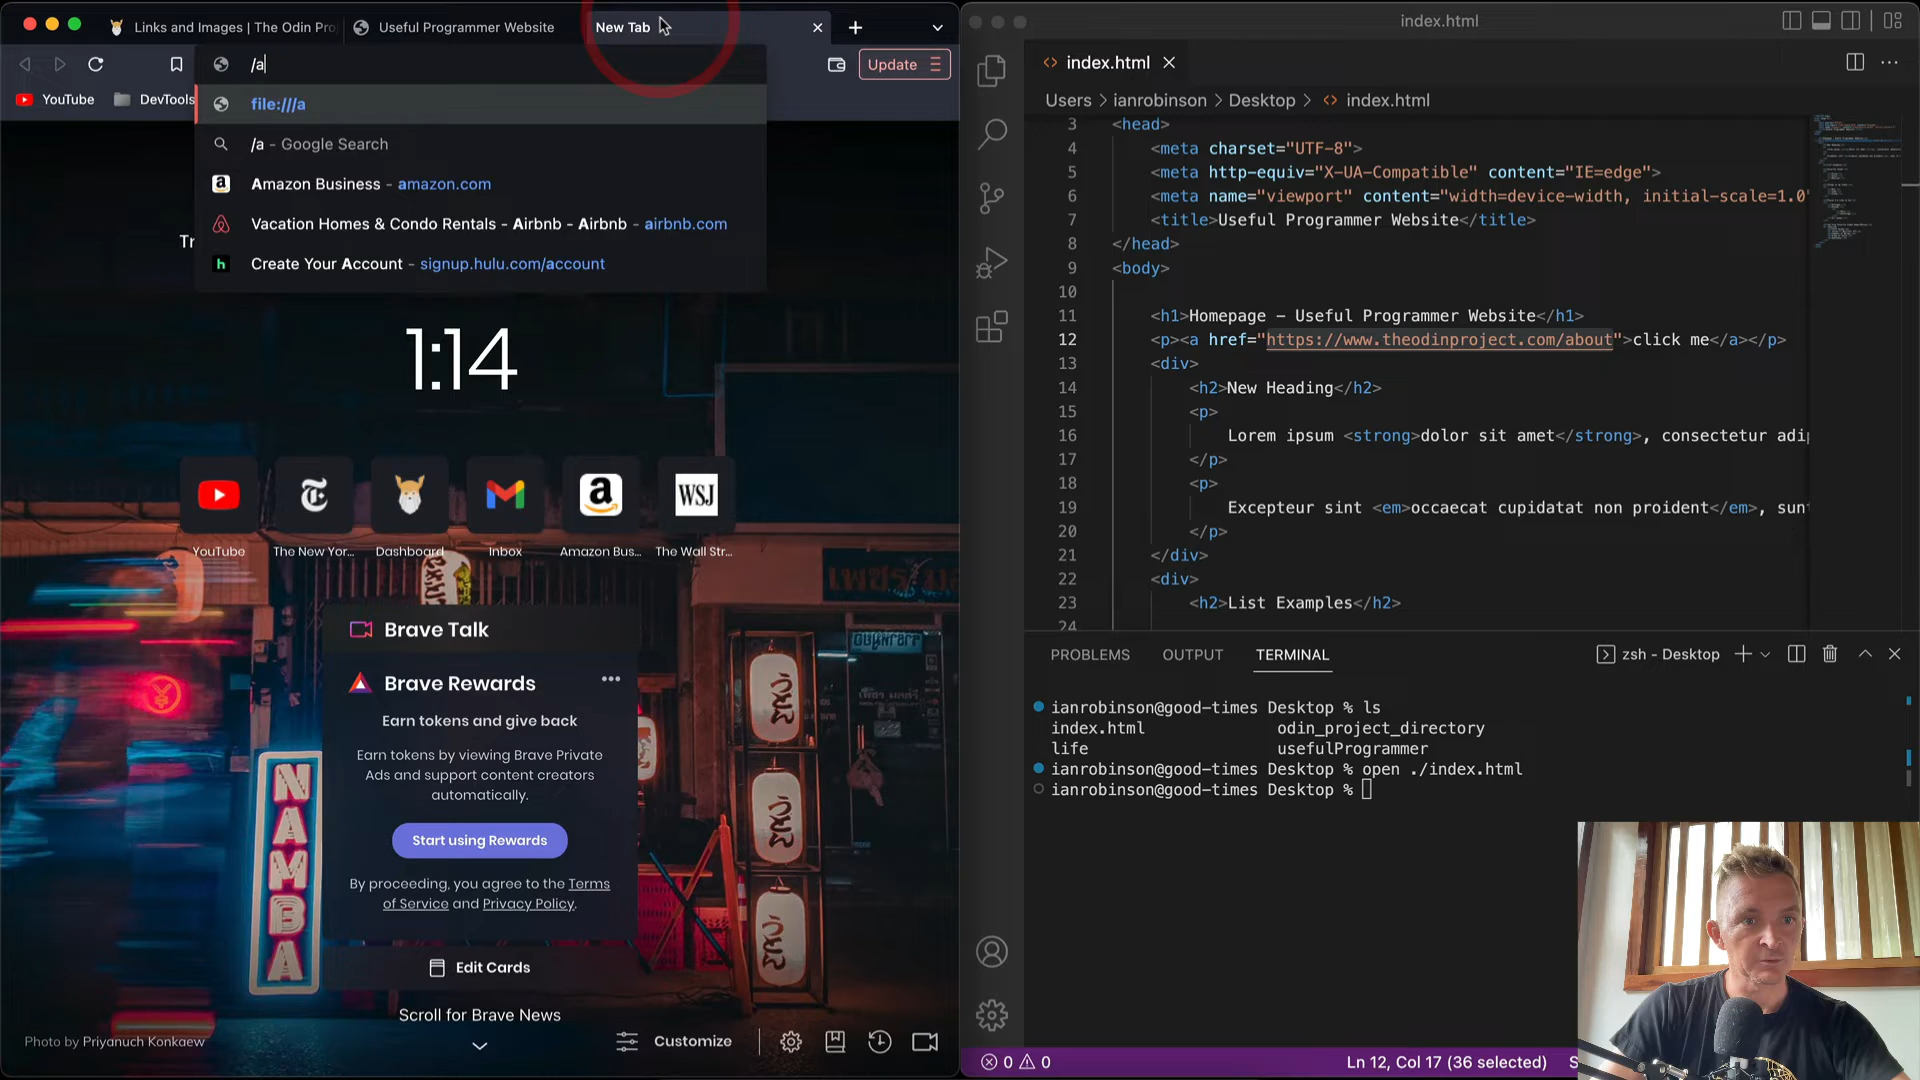 Links and Images | The Odin Pro
Useful Programmer Website
New Tab
/a
Update
YouTube
DevTools
file:///a
/a - Google Search
Amazon Business - amazon.com
Vacation Homes & Condo Rentals - Airbnb - Airbnb - airbnb.com
Create Your Account - signup.hulu.com/account
Tr
1:14
WSJ
YouTube
The New Yor...
Dashboard
Inbox
Amazon Bus...
The Wall Str...
Brave Talk
Brave Rewards
Earn tokens and give back
Earn tokens by viewing Brave Private
Ads and support content creators
automatically.
Start using Rewards
By proceeding, you agree to the Terms
of Service and Privacy Policy.
NAMBA
Edit Cards
Scroll for Brave News
Photo by Priyanuch Konkaew
Customize
index.html
index.html
Users > ianrobinson > Desktop > <> index.html
3 <head>
4 <meta charset="UTF-8">
5 <meta http-equiv="X-UA-Compatible" content="IE=edge">
6 <meta name="viewport" content="width=device-width, initial-scale=1.0"
7 <title>Useful Programmer Website</title>
8 </head>
9 <body>
10
11 <h1>Homepage – Useful Programmer Website</h1>
12 <p><a href="https://www.theodinproject.com/about">click me</a></p>
13 <div>
14 <h2>New Heading</h2>
15 <p>
16 Lorem ipsum <strong>dolor sit amet</strong>, consectetur adip
17 </p>
18 <p>
19 Excepteur sint <em>occaecat cupidatat non proident</em>, sunt
20 </p>
21 </div>
22 <div>
23 <h2>List Examples</h2>
24
PROBLEMS
OUTPUT
TERMINAL
zsh - Desktop
ianrobinson@good-times Desktop % ls
index.html odin_project_directory
life usefulProgrammer
ianrobinson@good-times Desktop % open ./index.html
ianrobinson@good-times Desktop %
0 0
Ln 12, Col 17 (36 selected)